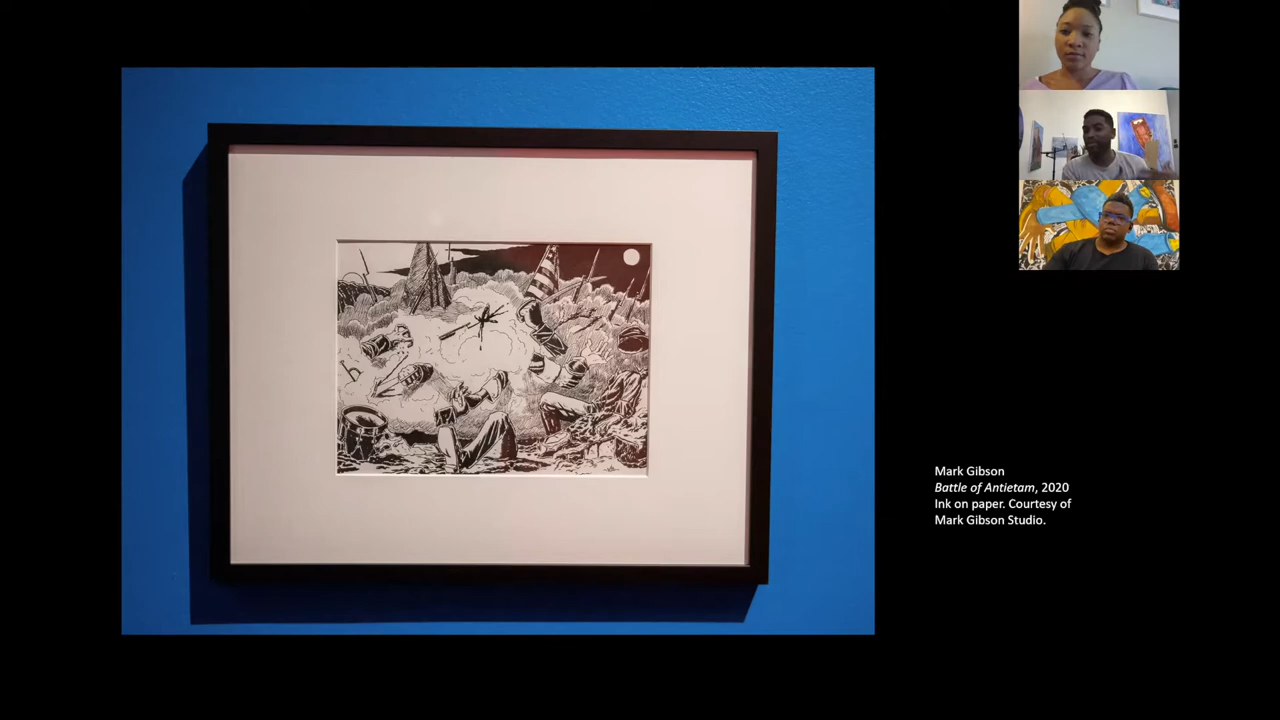 Mark Gibson
Battle of Antietam, 2020
Ink on paper. Courtesy of
Mark Gibson Studio.